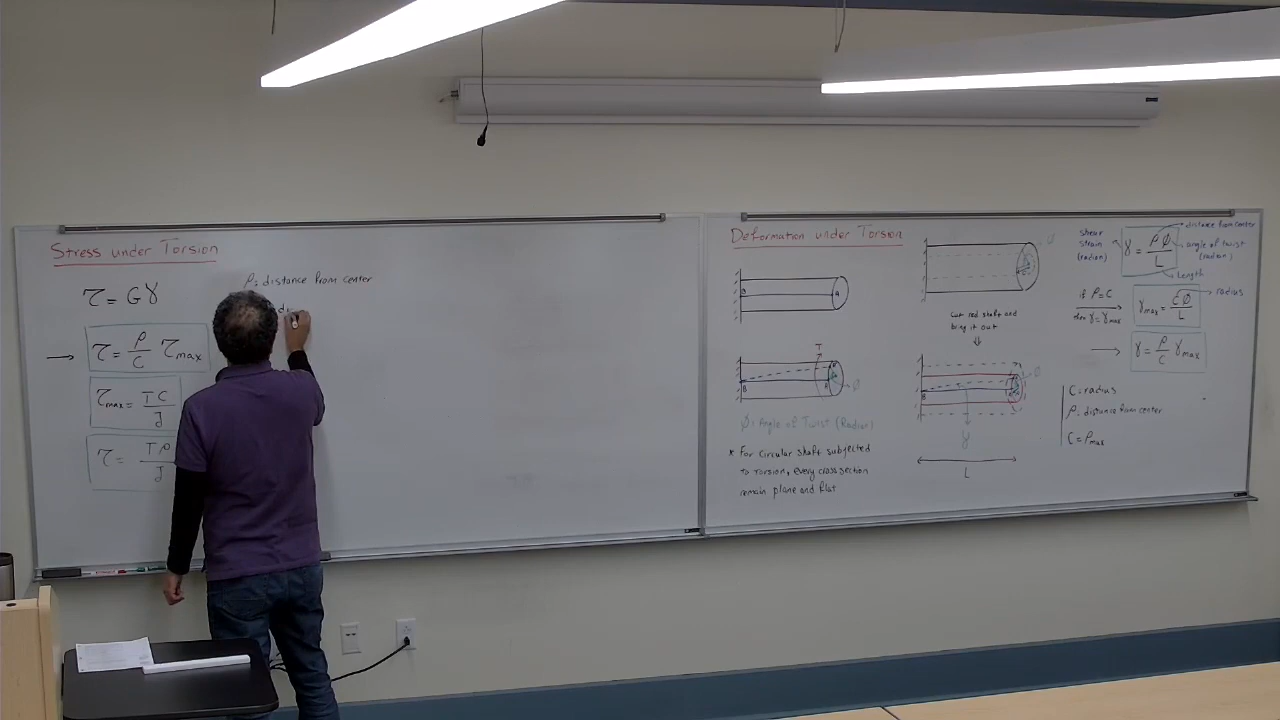 Stress under Torsion
τ = Gγ
→ τ = ρ/C τmax
τmax = TC/J
τ = Tρ/J
ρ: distance from center
Deformation under Torsion
B A
T
B
ø
ø: Angle of Twist (Radian)
* For Circular shaft subjected
to Torsion, every cross section
remain plane and flat
Cut red shaft and
bring it out
⇓
B
ø
γ
L
shear
strain
(radian)
γ = ρø/L
distance from center
angle of twist
(radian)
Length
if ρ=C
then γ=γmax
γmax = Cø/L
radius
→ γ = ρ/C γmax
C=radius
ρ=distance from center
C=ρmax